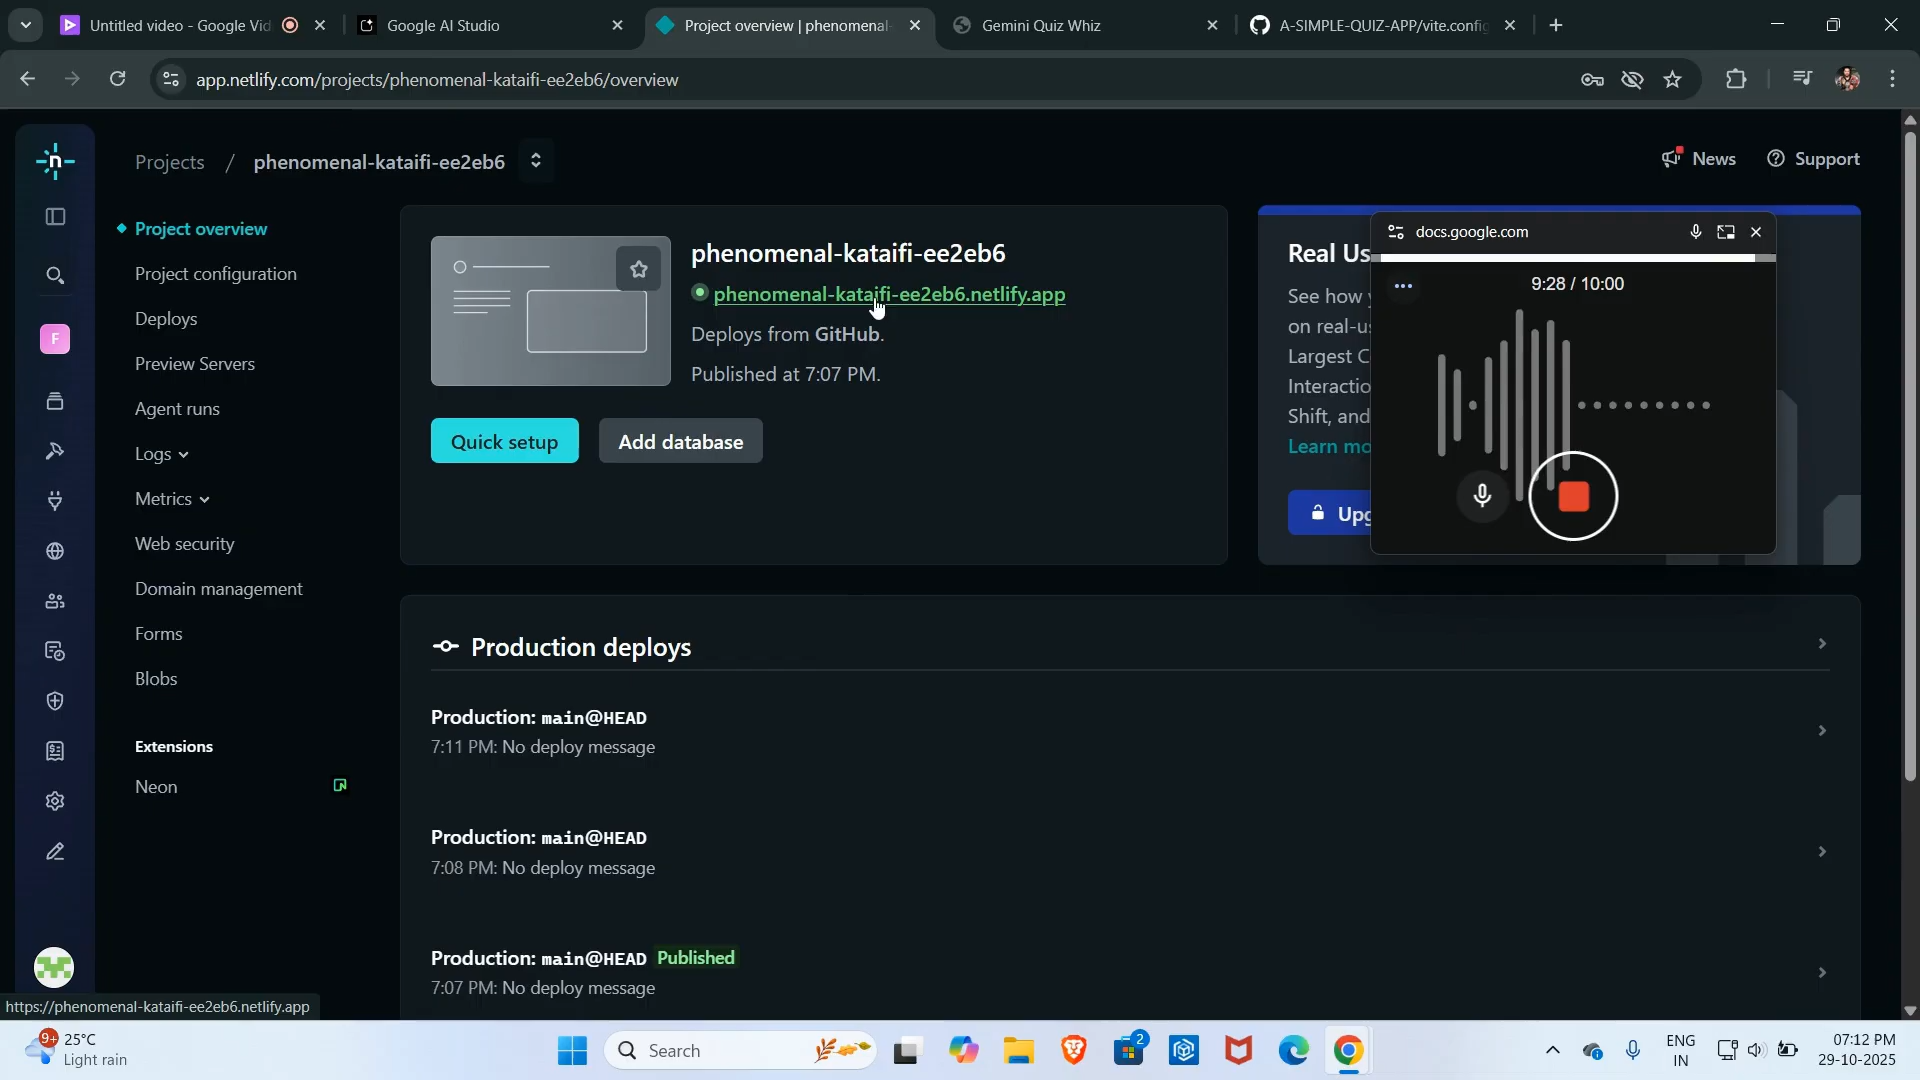 Untitled video - Google Vid
Google AI Studio
Project overview | phenomenal-
Gemini Quiz Whiz
A-SIMPLE-QUIZ-APP/vite.config
app.netlify.com/projects/phenomenal-kataifi-ee2eb6/overview
Projects / phenomenal-kataifi-ee2eb6
News
Support
Project overview
Project configuration
Deploys
Preview Servers
Agent runs
Logs
Metrics
Web security
Domain management
Forms
Blobs
Extensions
Neon
F
phenomenal-kataifi-ee2eb6
phenomenal-kataifi-ee2eb6.netlify.app
Deploys from GitHub.
Published at 7:07 PM.
Quick setup
Add database
Real Us
See how
on real-u
Largest C
Interactio
Shift, and
Learn mo
Upg
docs.google.com
9:28 / 10:00
Production deploys
Production: main@HEAD
7:11 PM: No deploy message
Production: main@HEAD
7:08 PM: No deploy message
Production: main@HEAD Published
7:07 PM: No deploy message
https://phenomenal-kataifi-ee2eb6.netlify.app
9+
25°C
Light rain
Search
2
ENG
IN
07:12 PM
29-10-2025